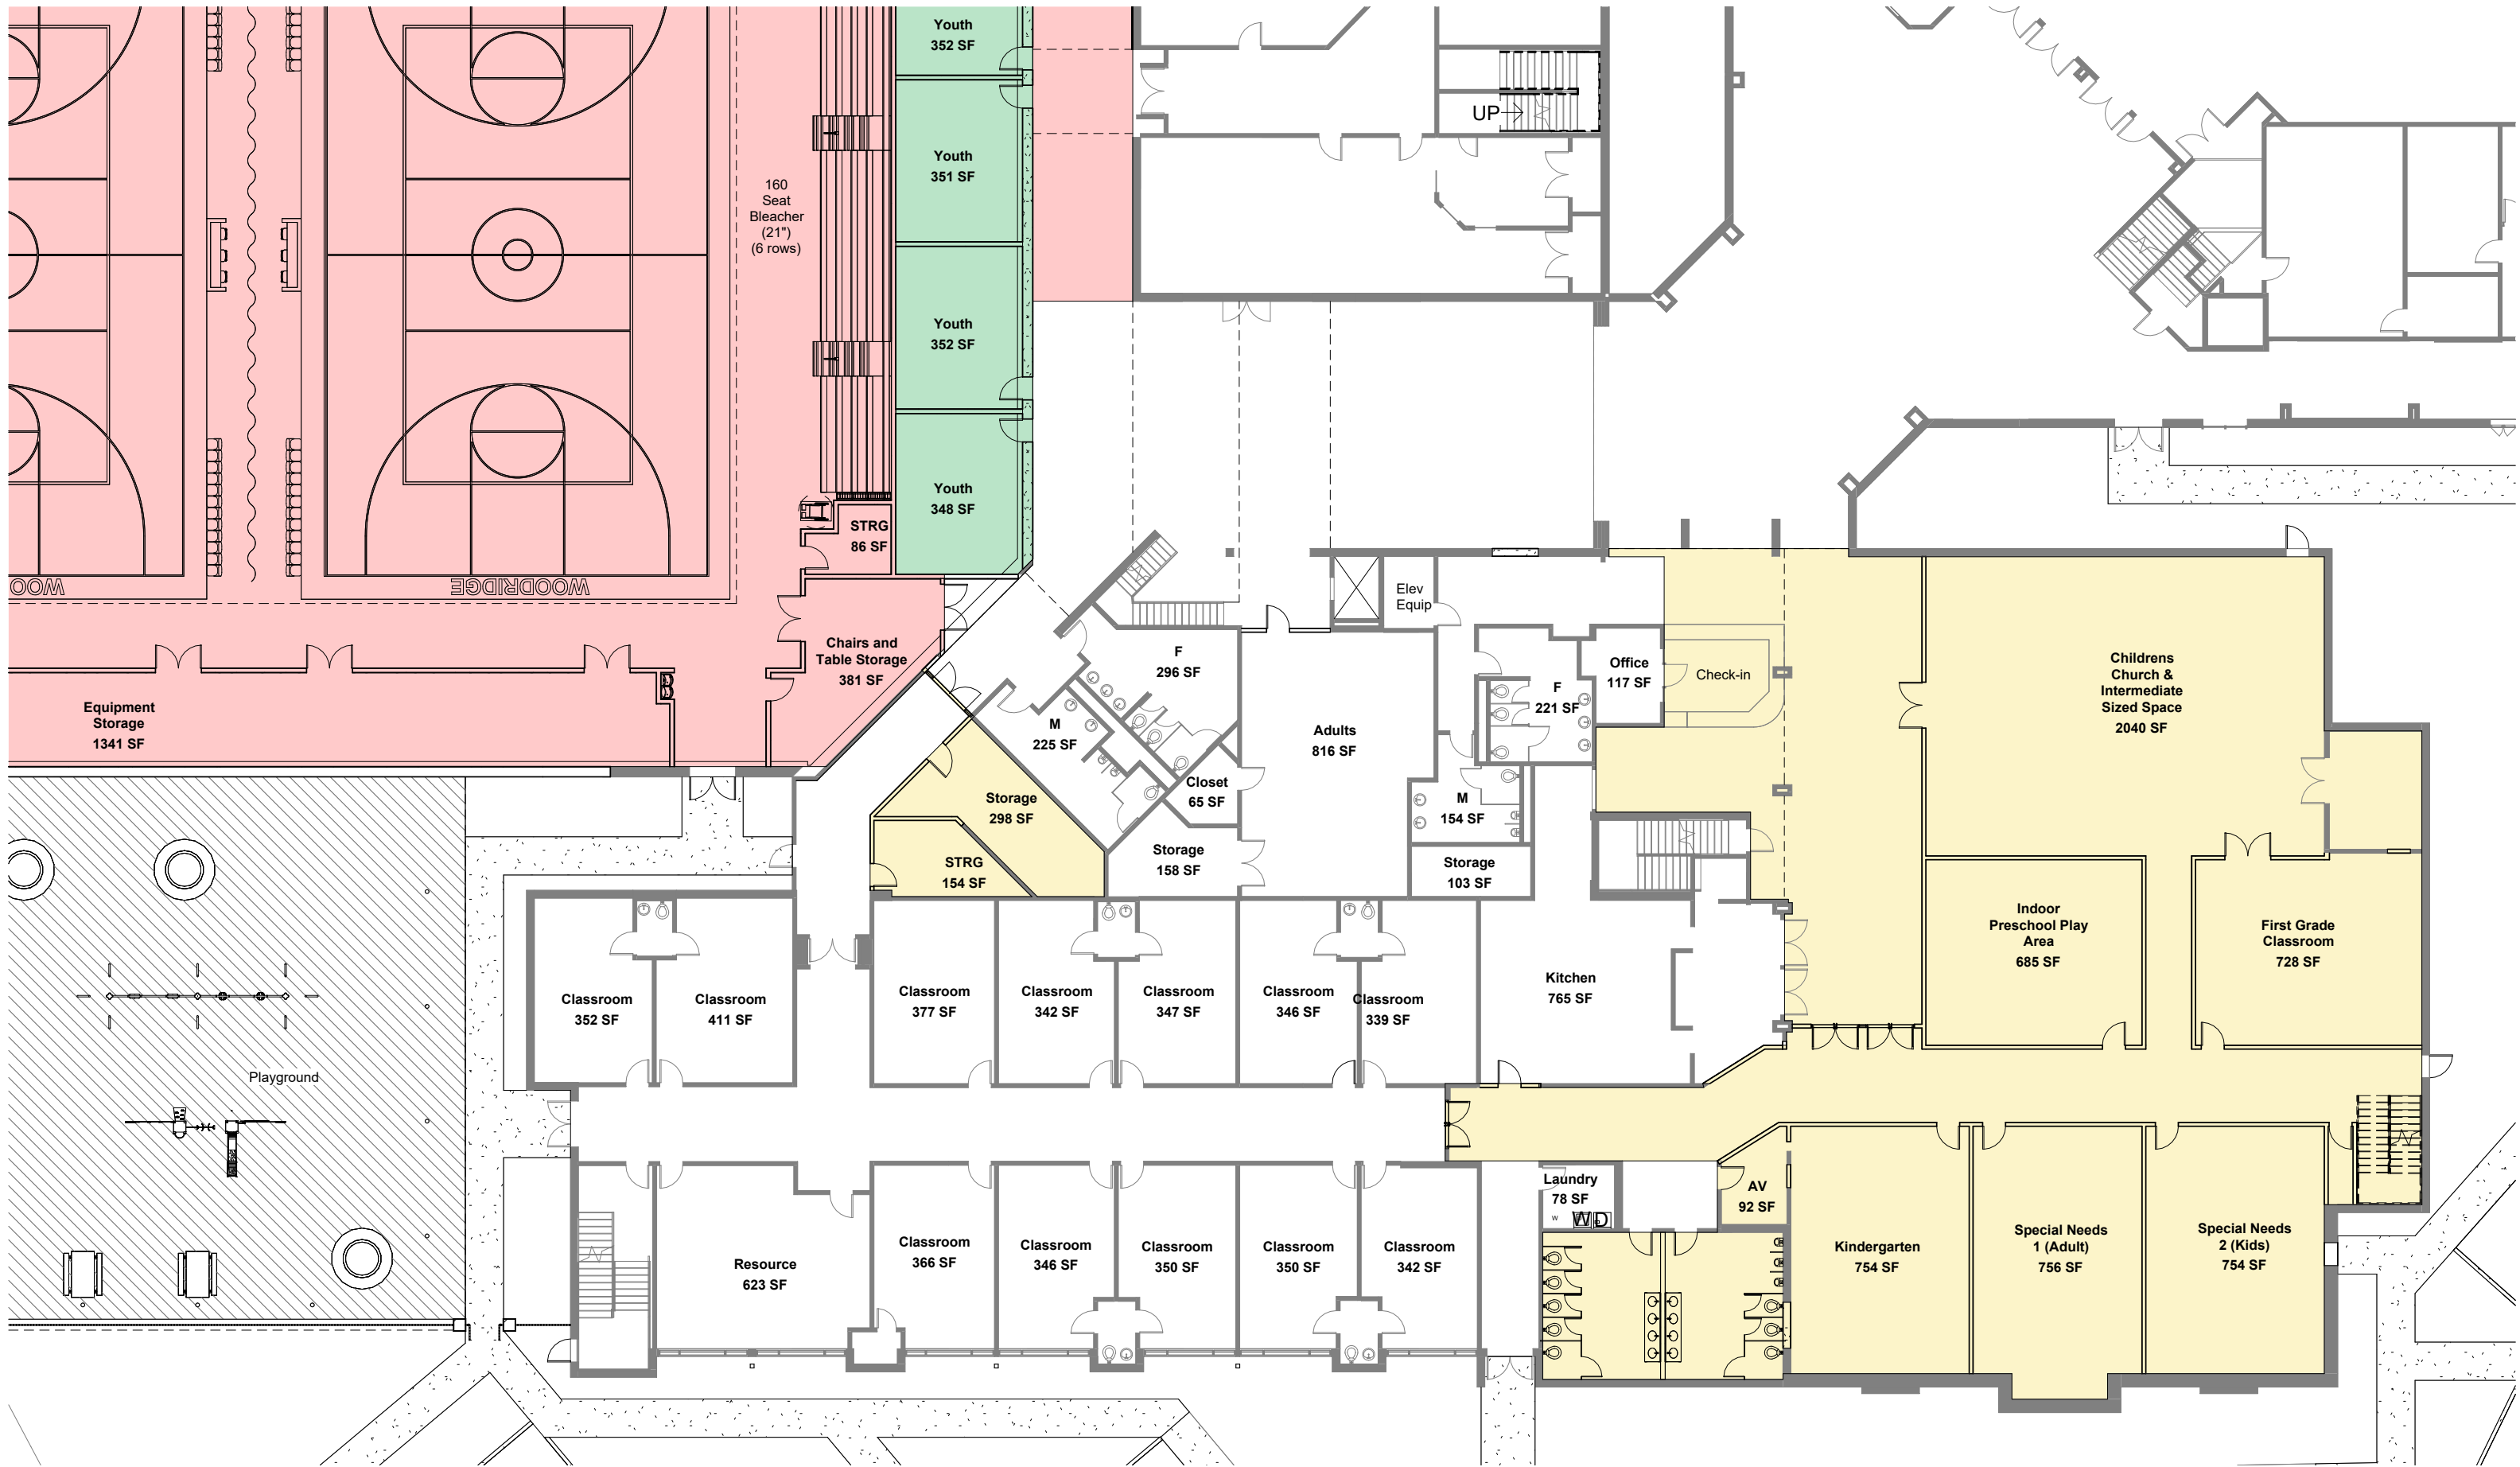 Youth
352 SF
UP
Youth
351 SF
160
Seat
Bleacher
(21")
(6 rows)
Youth
352 SF
Youth
348 SF
STRG
86 SF
WOO
WOODRIDGE
Elev
Equip
Chairs and
Table Storage
381 SF
F
296 SF
Office
117 SF
Check-in
Childrens
Church &
Intermediate
Sized Space
2040 SF
Equipment
Storage
1341 SF
M
225 SF
Adults
816 SF
F
221 SF
Closet
65 SF
Storage
298 SF
M
154 SF
STRG
154 SF
Storage
158 SF
Storage
103 SF
Indoor
Preschool Play
Area
685 SF
First Grade
Classroom
728 SF
Classroom
352 SF
Classroom
411 SF
Classroom
377 SF
Classroom
342 SF
Classroom
347 SF
Classroom
346 SF
Classroom
339 SF
Kitchen
765 SF
Playground
Laundry
78 SF
W
W D
AV
92 SF
Resource
623 SF
Classroom
366 SF
Classroom
346 SF
Classroom
350 SF
Classroom
350 SF
Classroom
342 SF
Kindergarten
754 SF
Special Needs
1 (Adult)
756 SF
Special Needs
2 (Kids)
754 SF